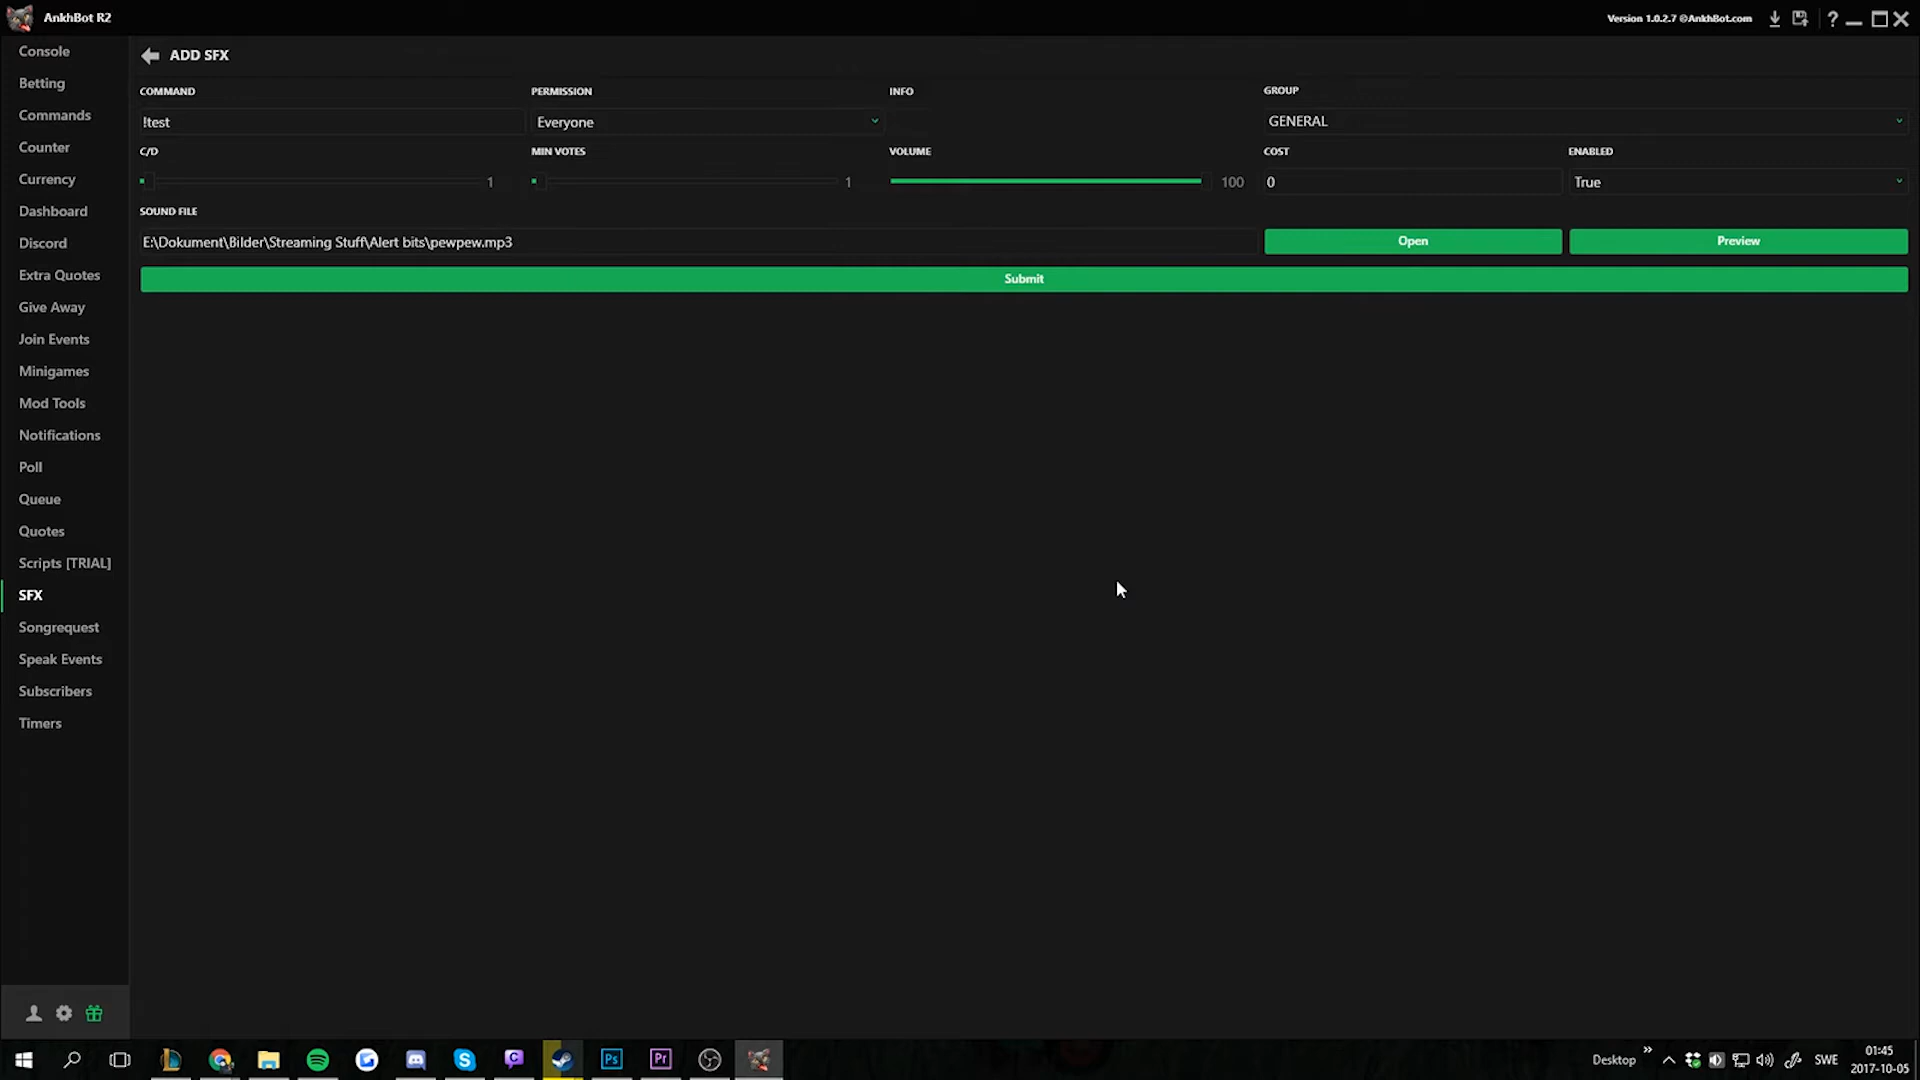 AnkhBot R2
Version 1.0.2.7 ©AnkhBot.com
?
Console
Betting
Commands
Counter
Currency
Dashboard
Discord
Extra Quotes
Give Away
Join Events
Minigames
Mod Tools
Notifications
Poll
Queue
Quotes
Scripts [TRIAL]
SFX
Songrequest
Speak Events
Subscribers
Timers
ADD SFX
COMMAND PERMISSION INFO GROUP
!test Everyone GENERAL
C/D MIN VOTES VOLUME COST ENABLED
1 1 100 0 True
SOUND FILE
E:\Dokument\Bilder\Streaming Stuff\Alert bits\pewpew.mp3 Open Preview
Submit
Ps Pr
Desktop SWE 01:45
2017-10-05